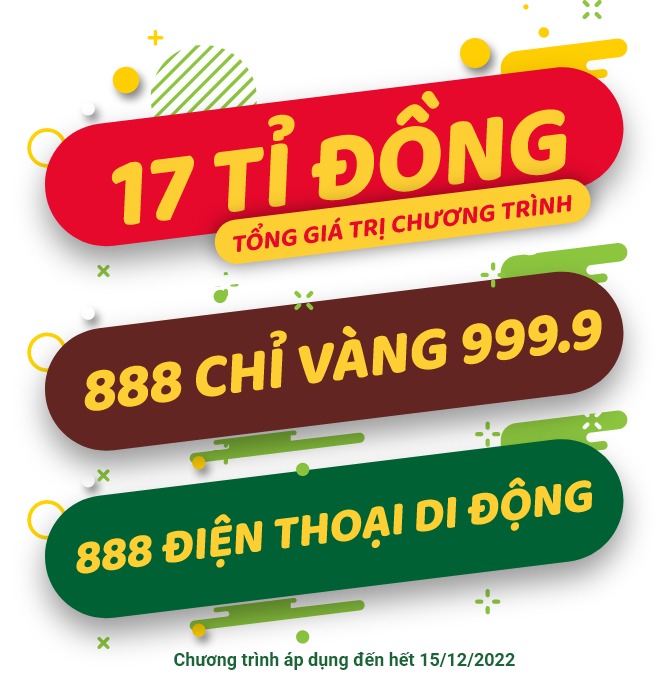 17 TỈ ĐỒNG
TỔNG GIÁ TRỊ CHƯƠNG TRÌNH
888 CHỈ VÀNG 999.9
888 ĐIỆN THOẠI DI ĐỘNG
Chương trình áp dụng đến hết 15/12/2022